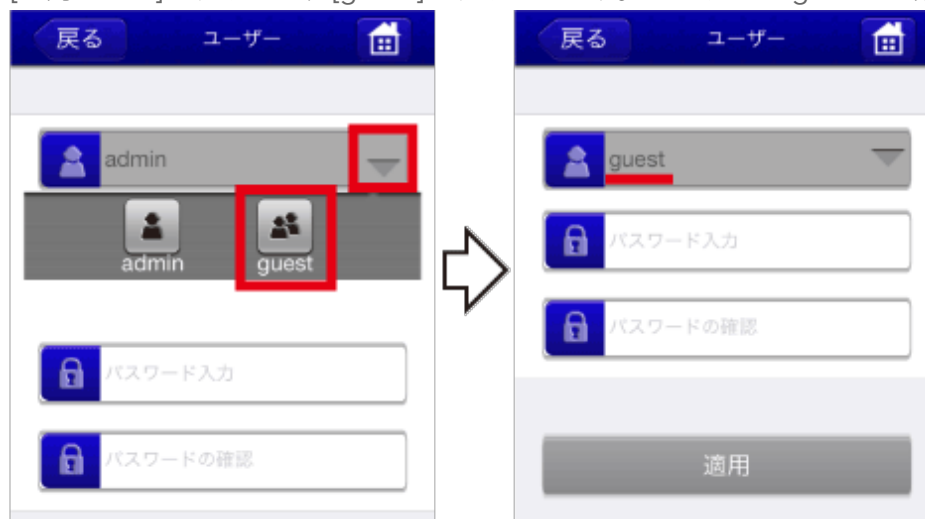 戻る
ユーザー
admin
admin
guest
パスワード入力
パスワードの確認
戻る
ユーザー
guest
パスワード入力
パスワードの確認
適用